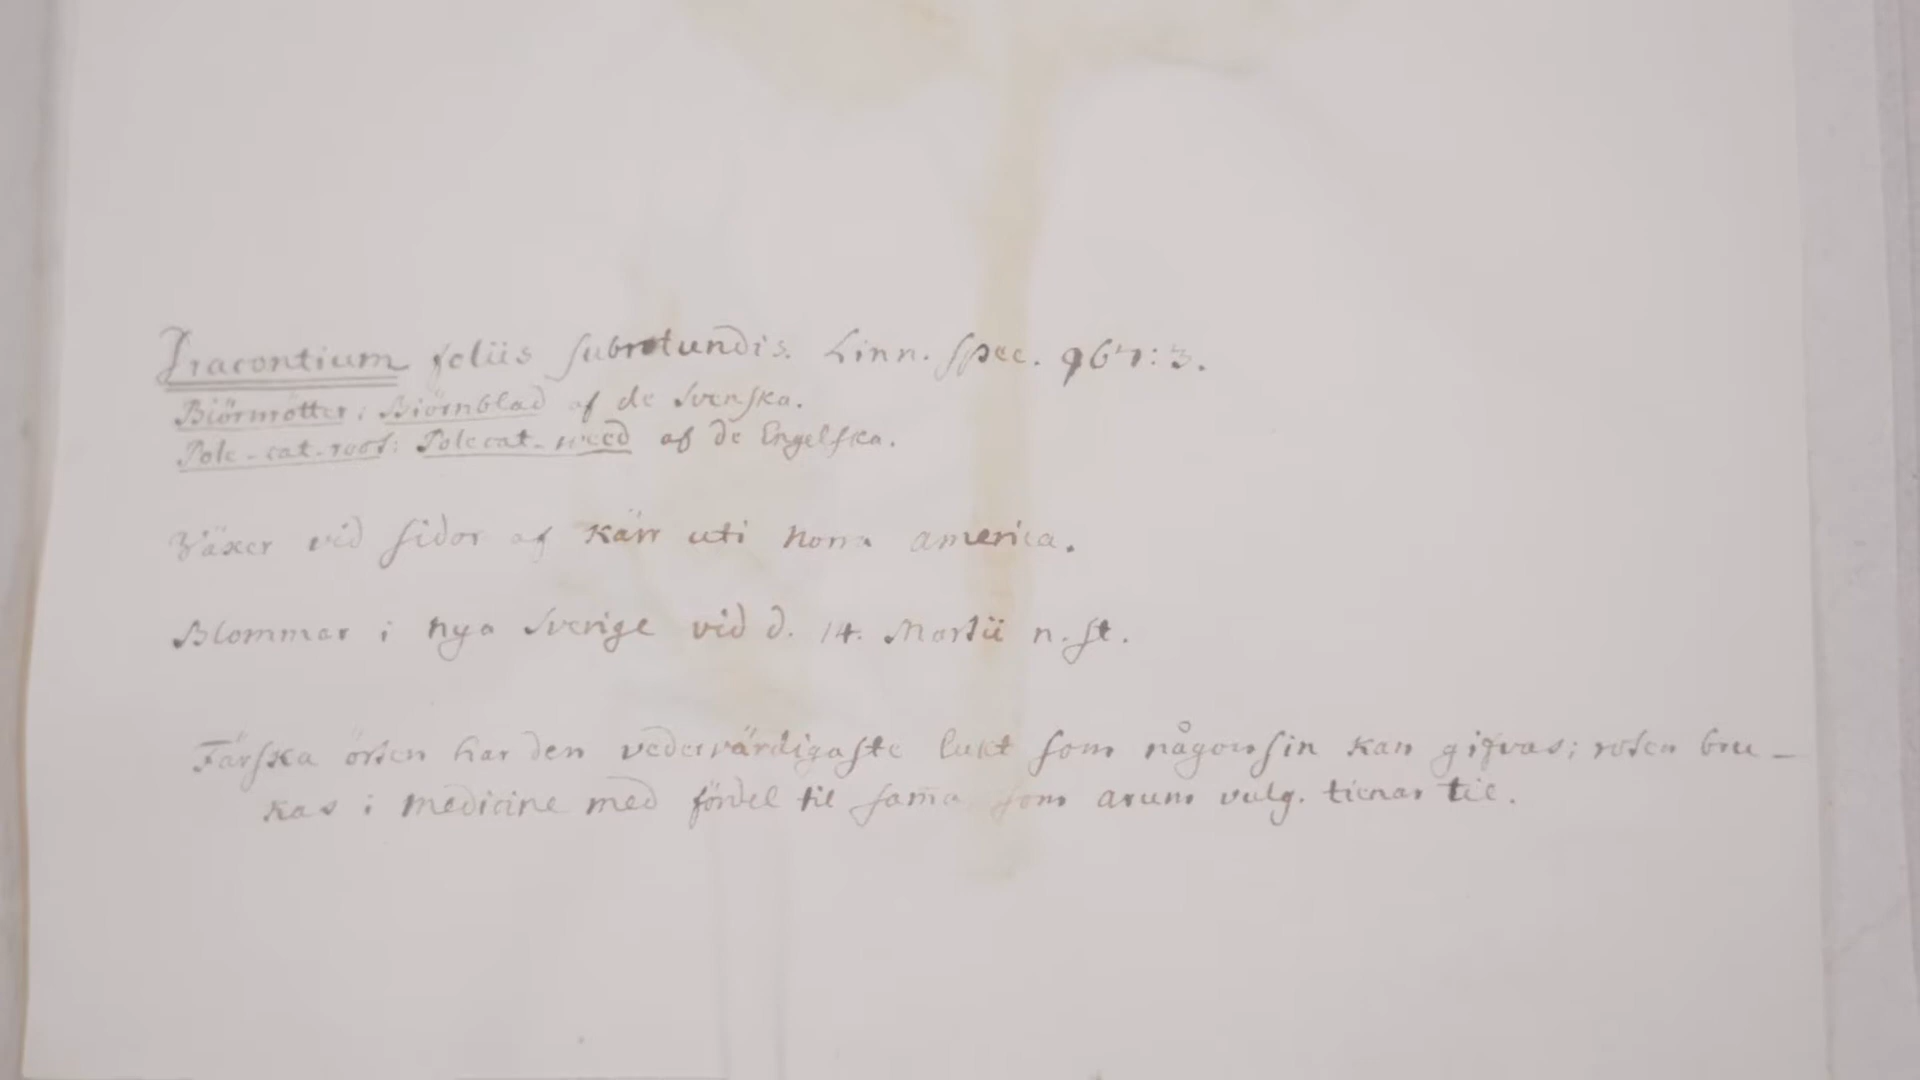 Dracontium foliis subrotundis. Linn. spec. 967:3.
Biörnrötter; Biörnblad af de Svenska.
Pole-cat-root; Polecat-weed af de Engelska.
Växer vid sidor af kärr uti Norra america.
Blommar i nya Sverige vid d. 14. Martii n. st.
Färska örten har den vedervärdigaste lukt som någonsin kan gifvas; roten bru-
kas i medicine med fördel til sam̄a som arum vulg. tienar til.